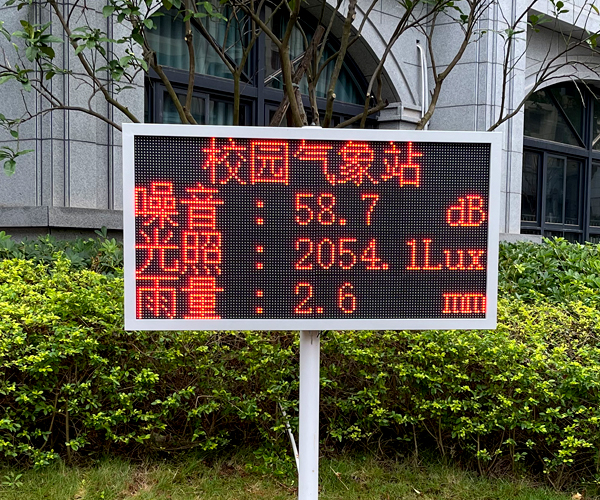 校园气象站
噪音 : 58.7 dB
光照 : 2054.1Lux
雨量 : 2.6 mm